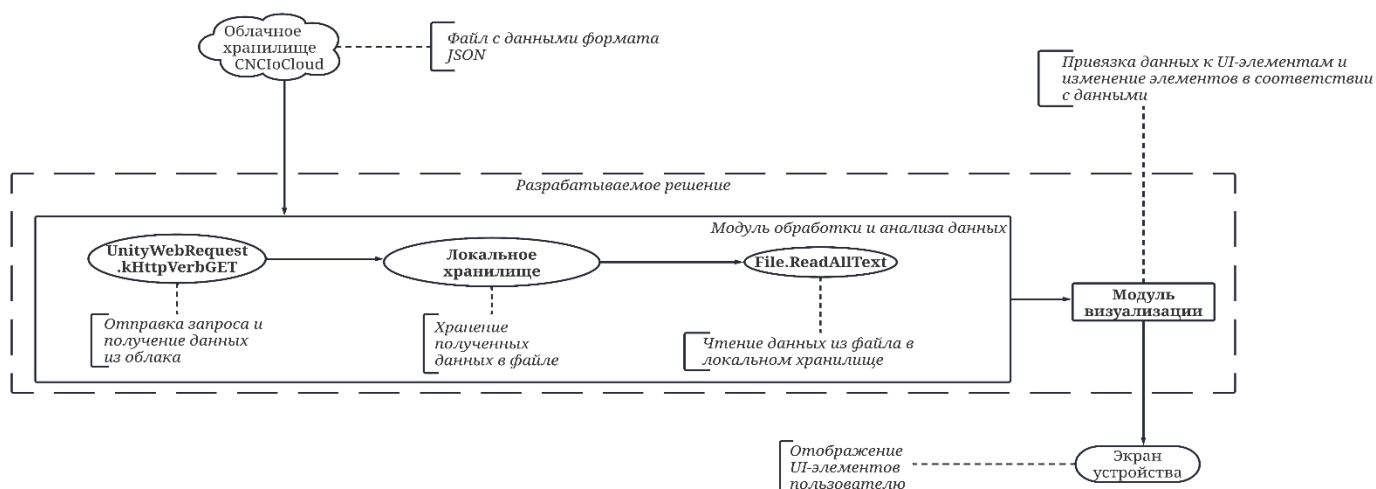 Облачное
хранилище
CNCIoCloud
Файл с данными формата
JSON
Привязка данных к UI-элементам и
изменение элементов в соответствии
с данными
Разрабатываемое решение
Модуль обработки и анализа данных
UnityWebRequest
.kHttpVerbGET
Локальное
хранилище
File.ReadAllText
Отправка запроса и
получение данных
из облака
Хранение
полученных
данных в файле
Чтение данных из файла в
локальном хранилище
Модуль
визуализации
Отображение
UI-элементов
пользователю
Экран
устройства